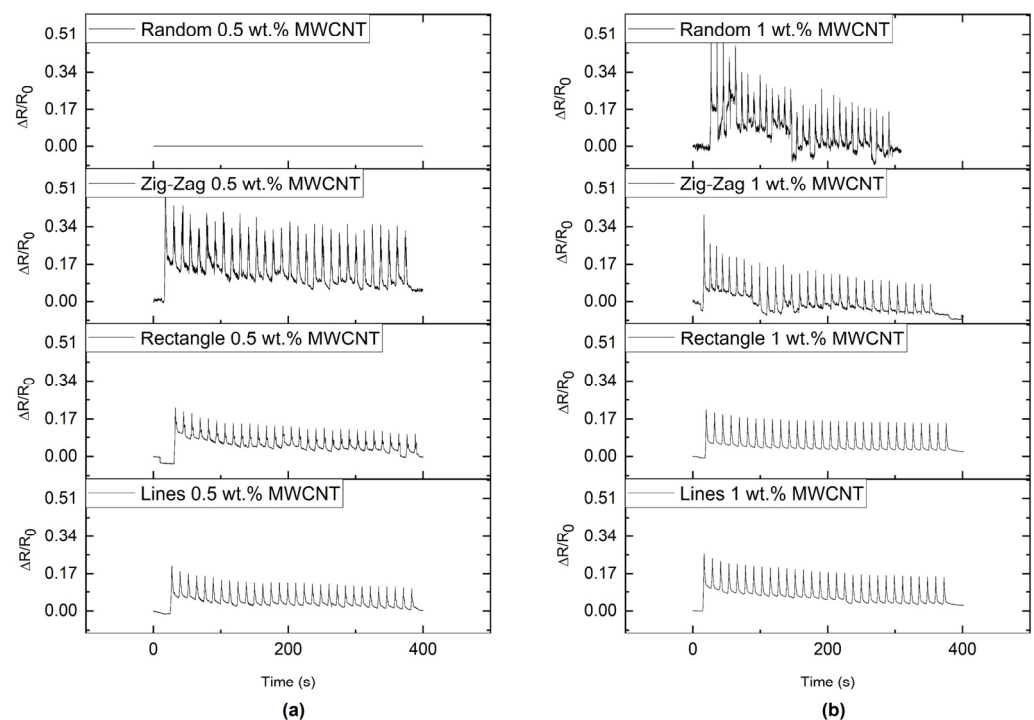 Random 0.5 wt.% MWCNT
0.51
0.34
0.17
0.00
ΔR/R0
Zig-Zag 0.5 wt.% MWCNT
0.51
0.34
0.17
0.00
ΔR/R0
Rectangle 0.5 wt.% MWCNT
0.51
0.34
0.17
0.00
ΔR/R0
Lines 0.5 wt.% MWCNT
0.51
0.34
0.17
0.00
ΔR/R0
0 200 400
Time (s)
(a)
Random 1 wt.% MWCNT
0.51
0.34
0.17
0.00
ΔR/R0
Zig-Zag 1 wt.% MWCNT
0.51
0.34
0.17
0.00
ΔR/R0
Rectangle 1 wt.% MWCNT
0.51
0.34
0.17
0.00
ΔR/R0
Lines 1 wt.% MWCNT
0.51
0.34
0.17
0.00
ΔR/R0
0 200 400
Time (s)
(b)